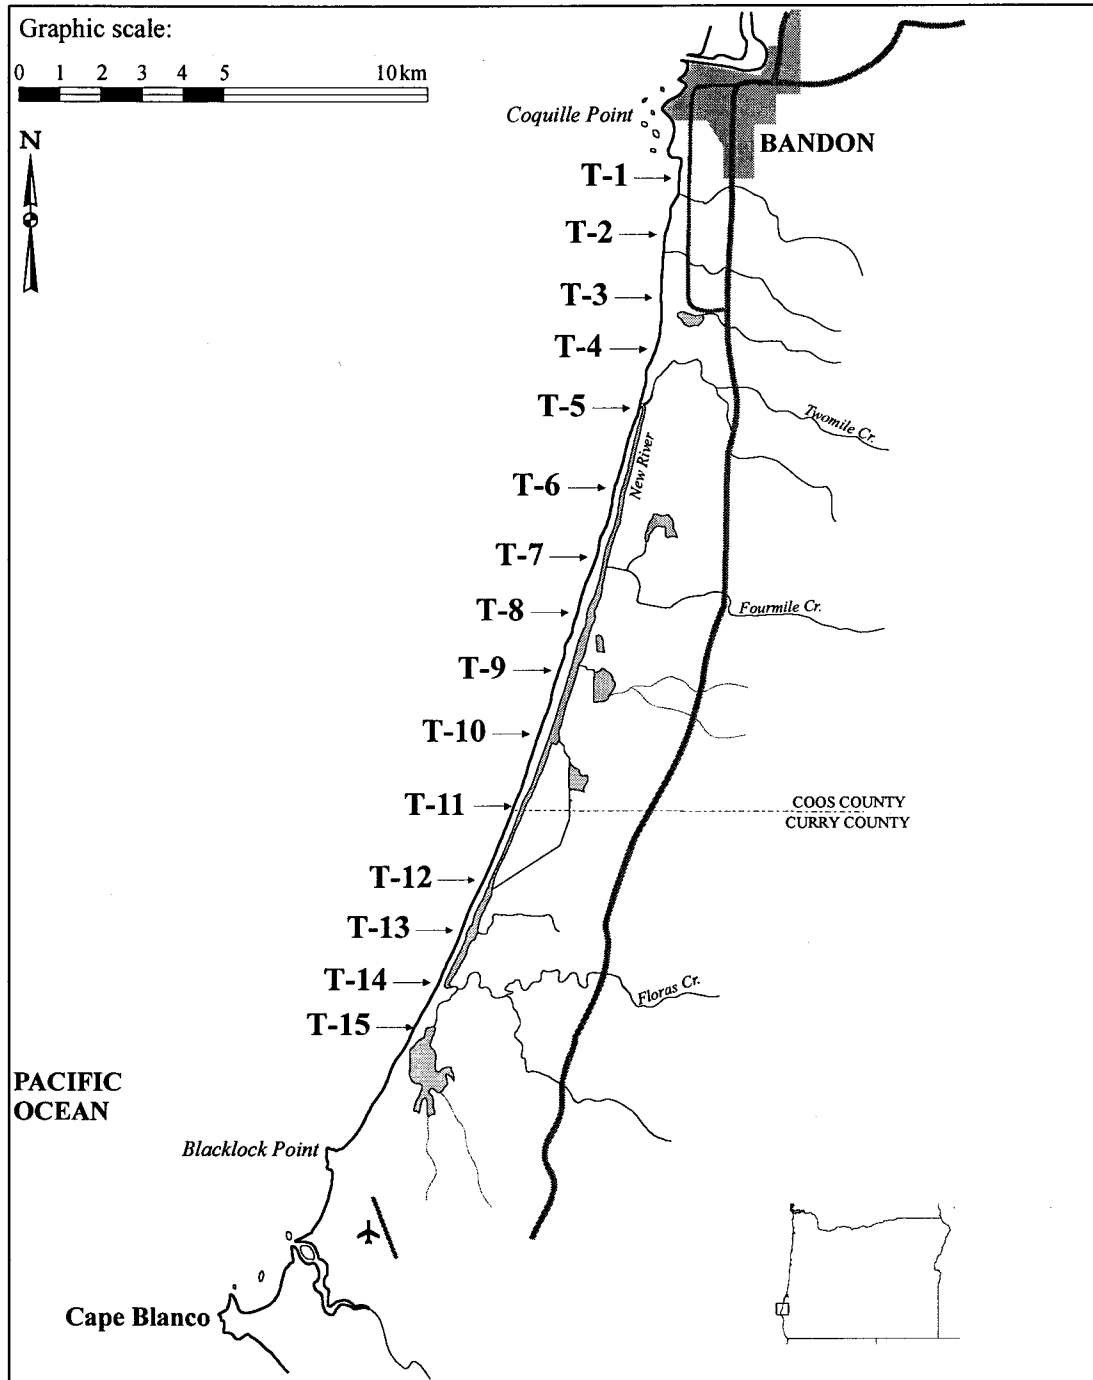 Graphic scale:
0 1 2 3 4 5 10 km
N
Coquille Point
BANDON
T-1
T-2
T-3
T-4
T-5
Twomile Cr.
New River
T-6
T-7
T-8
Fourmile Cr.
T-9
T-10
T-11
COOS COUNTY
CURRY COUNTY
T-12
T-13
T-14
Floras Cr.
T-15
PACIFIC
OCEAN
Blacklock Point
Cape Blanco